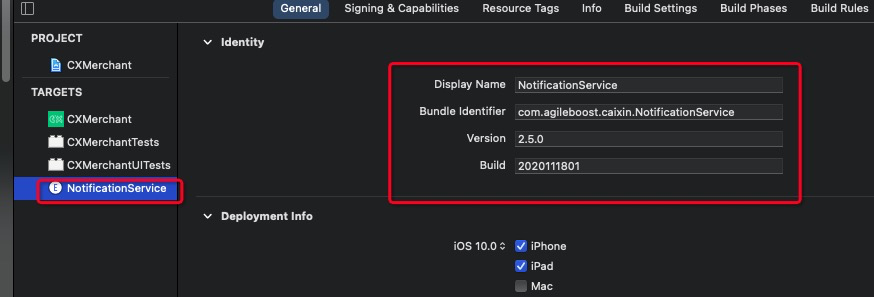 General Signing & Capabilities Resource Tags Info Build Settings Build Phases Build Rules
PROJECT
CXMerchant
TARGETS
CXMerchant
CXMerchantTests
CXMerchantUITests
NotificationService
Identity
Display Name NotificationService
Bundle Identifier com.agileboost.caixin.NotificationService
Version 2.5.0
Build 2020111801
Deployment Info
iOS 10.0 iPhone
iPad
Mac